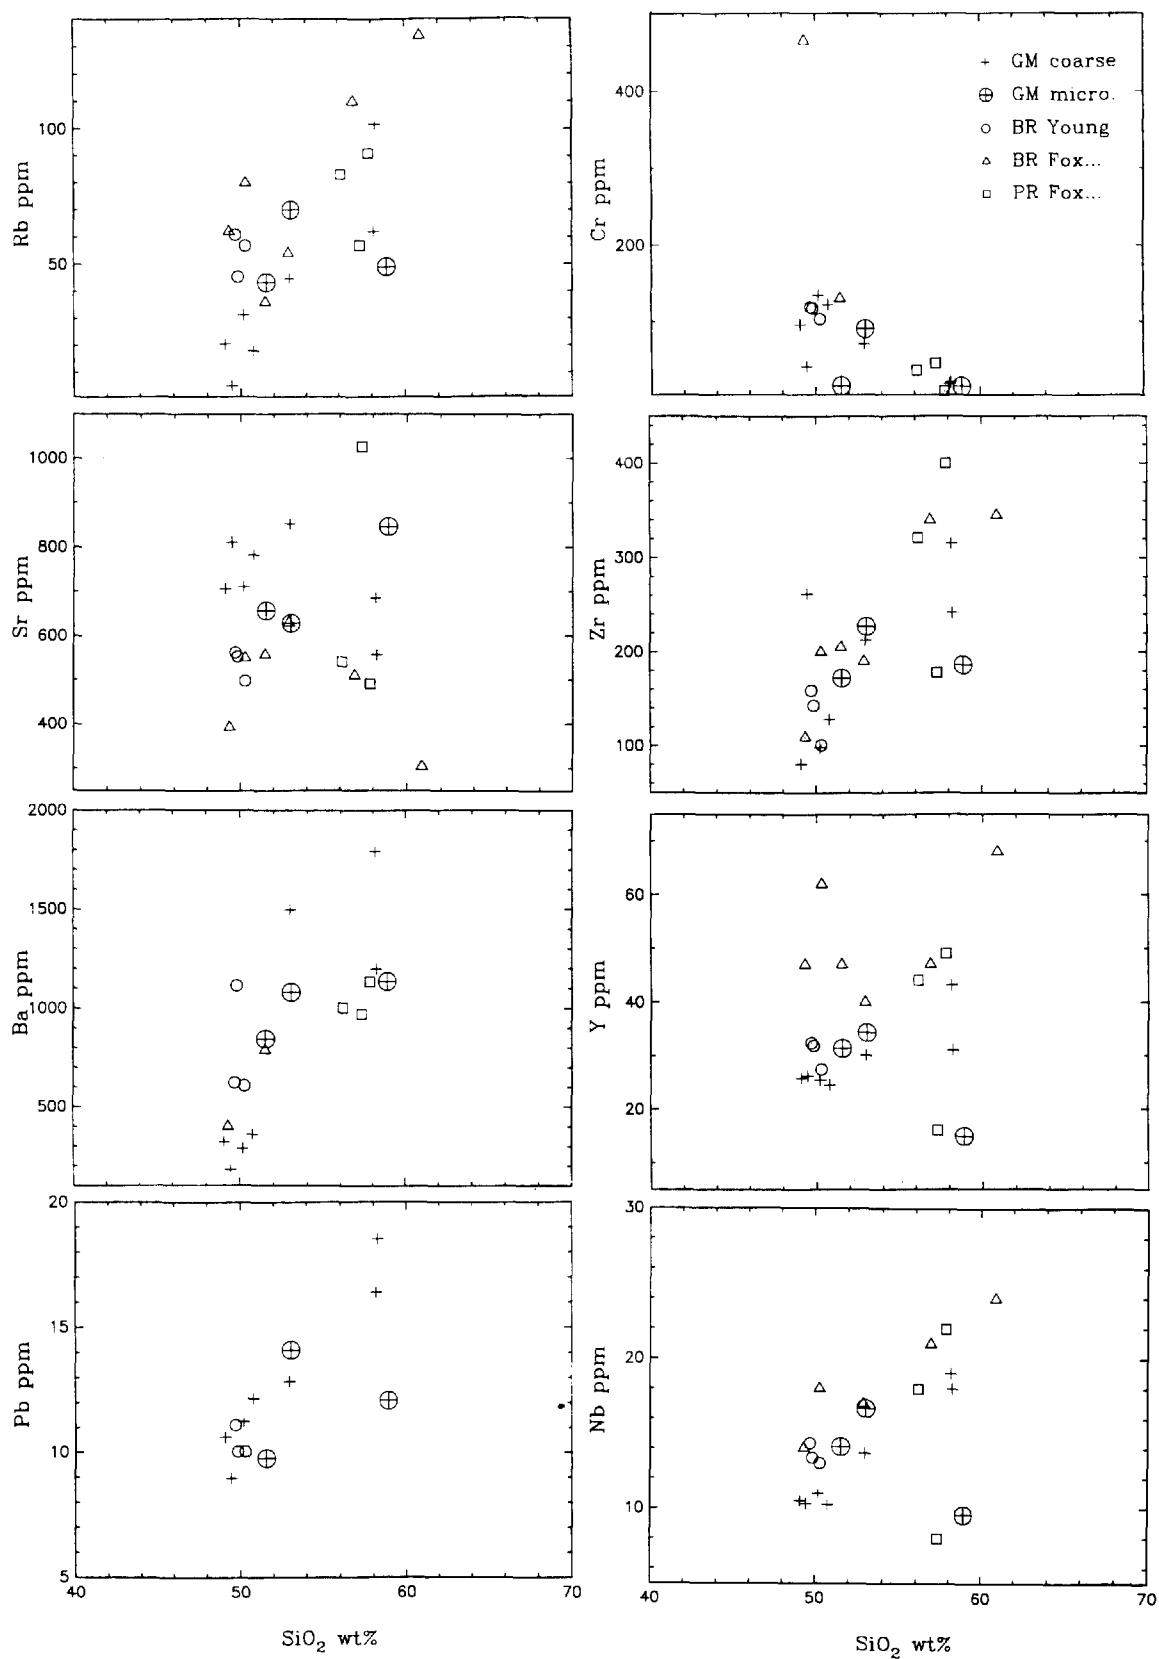 Rb ppm
100
50
Cr ppm
400
200
GM coarse
GM micro.
BR Young
BR Fox...
PR Fox...
Sr ppm
1000
800
600
400
Zr ppm
400
300
200
100
Ba ppm
2000
1500
1000
500
Y ppm
60
40
20
Pb ppm
20
15
10
5
40
50
60
70
SiO₂ wt%
Nb ppm
30
20
10
40
50
60
70
SiO₂ wt%